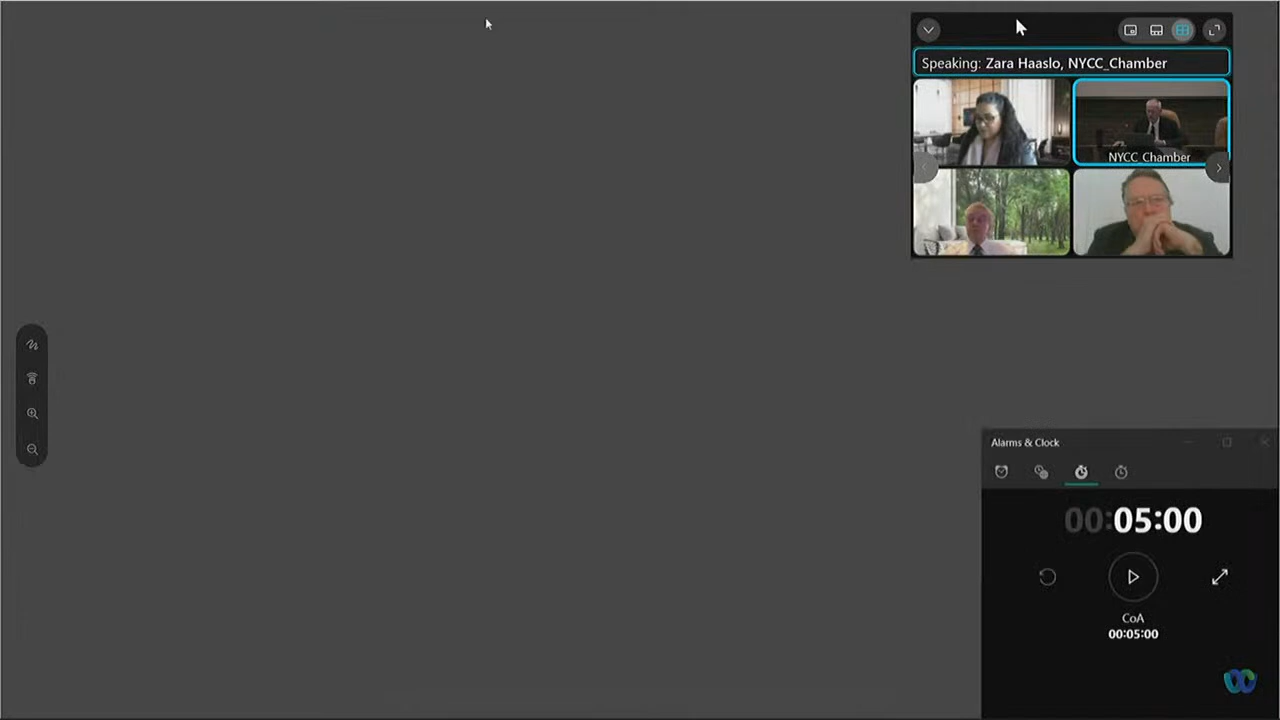 Speaking: Zara Haaslo, NYCC_Chamber
NYCC_Chamber
Alarms & Clock
00:05:00
CoA
00:05:00